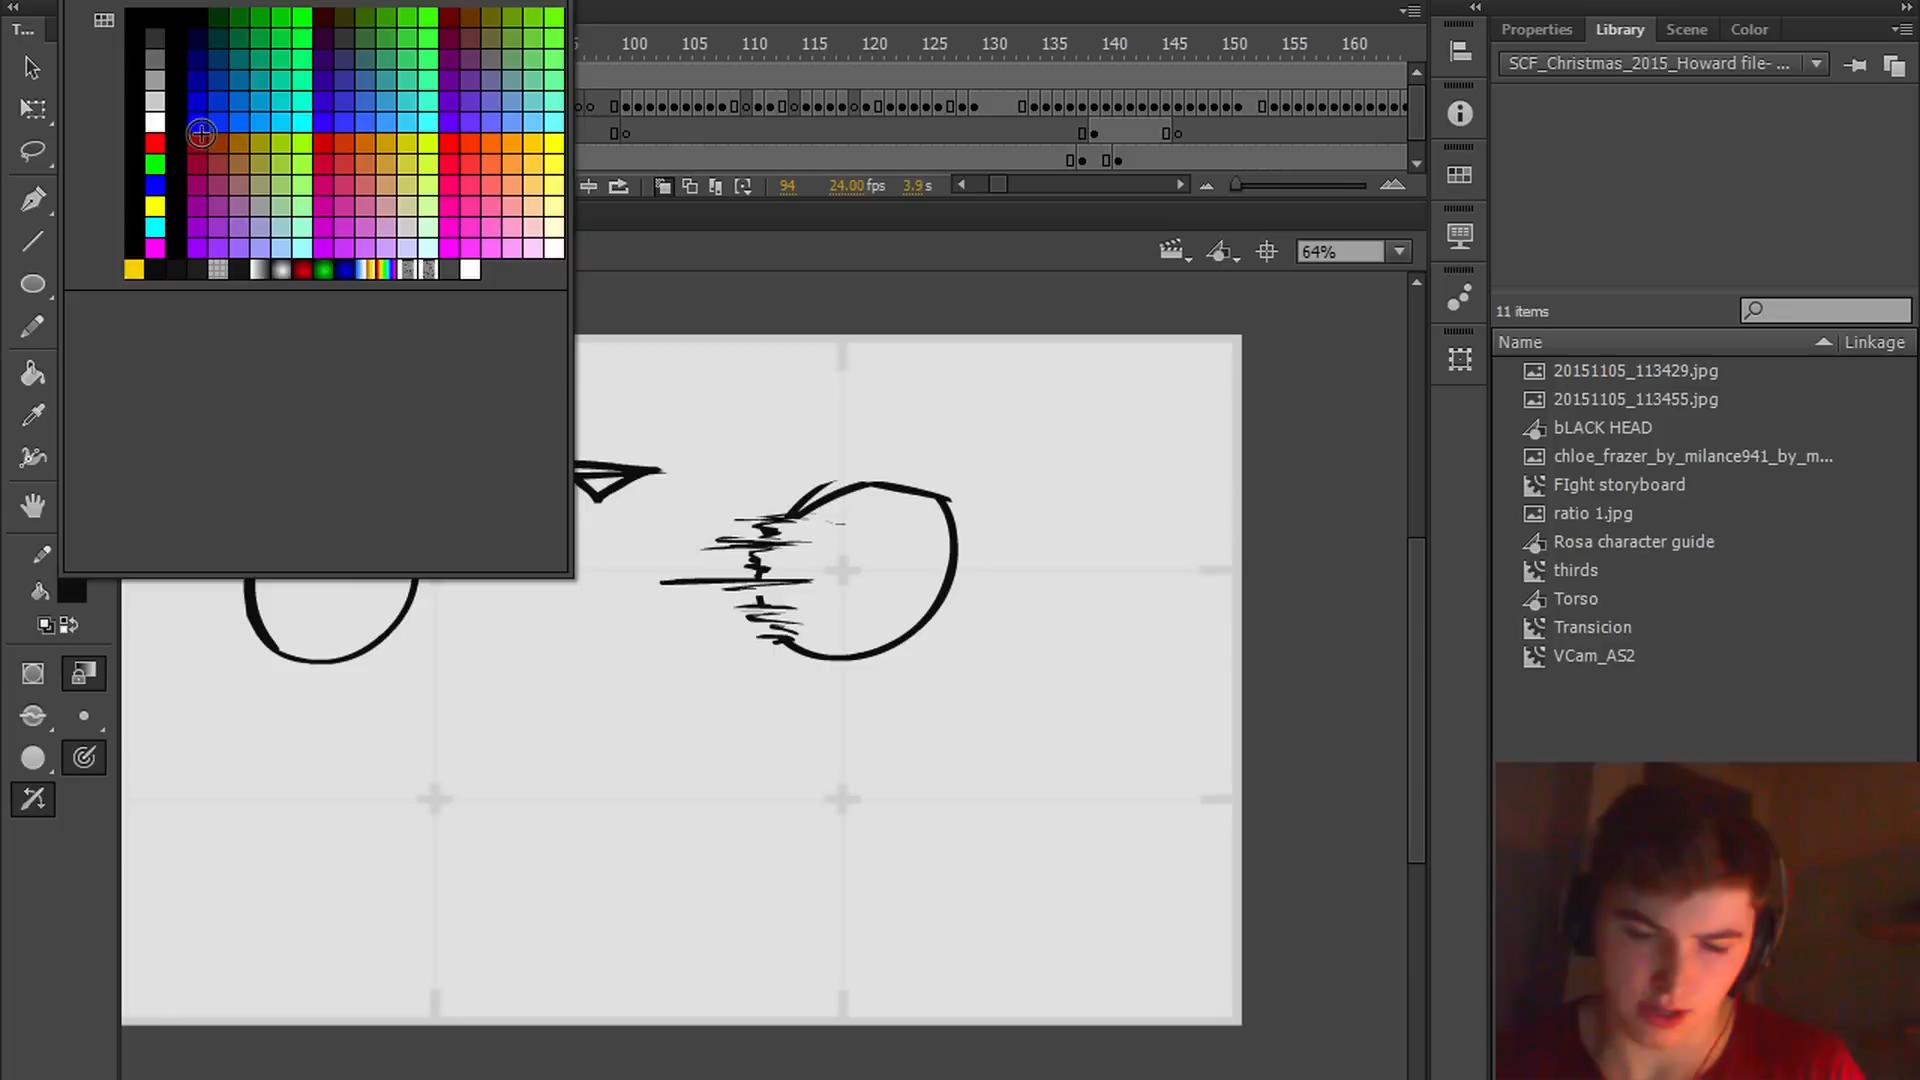 T...
5 100 105 110 115 120 125 130 135 140 145 150 155 160
Properties Library Scene Color
SCF_Christmas_2015_Howard file- ...
94 24.00 fps 3.9 s
64%
11 items
Name Linkage
20151105_113429.jpg
20151105_113455.jpg
bLACK HEAD
chloe_frazer_by_milance941_by_m...
FIght storyboard
ratio 1.jpg
Rosa character guide
thirds
Torso
Transicion
VCam_AS2